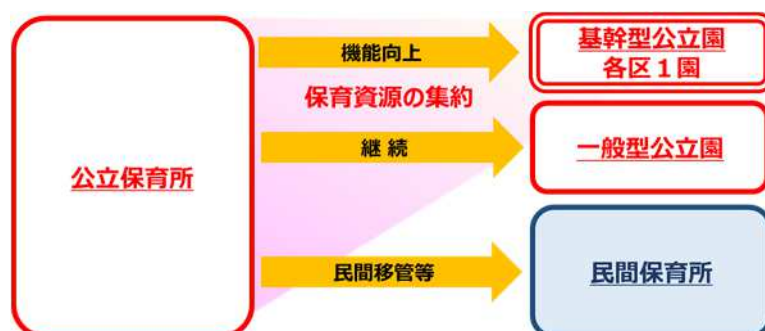 公立保育所
機能向上
保育資源の集約
継 続
民間移管等
基幹型公立園
各区１園
一般型公立園
民間保育所